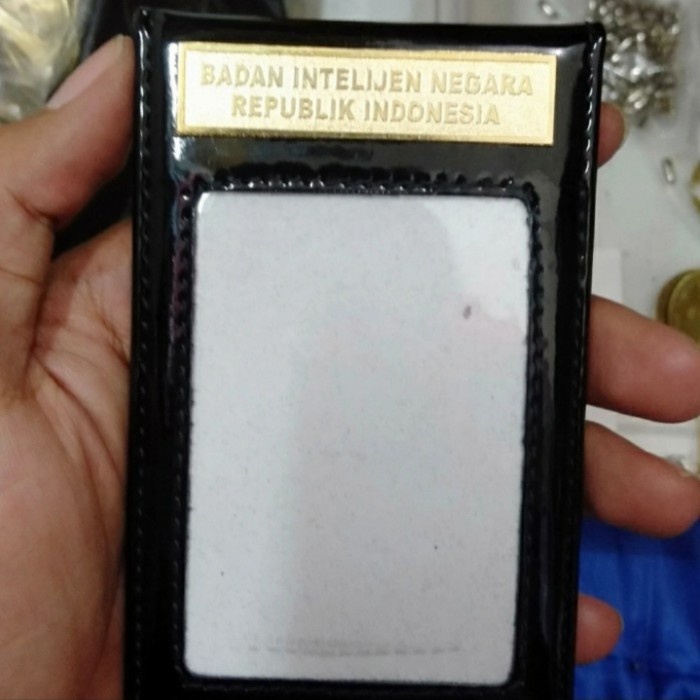 BADAN INTELIJEN NEGARA
REPUBLIK INDONESIA